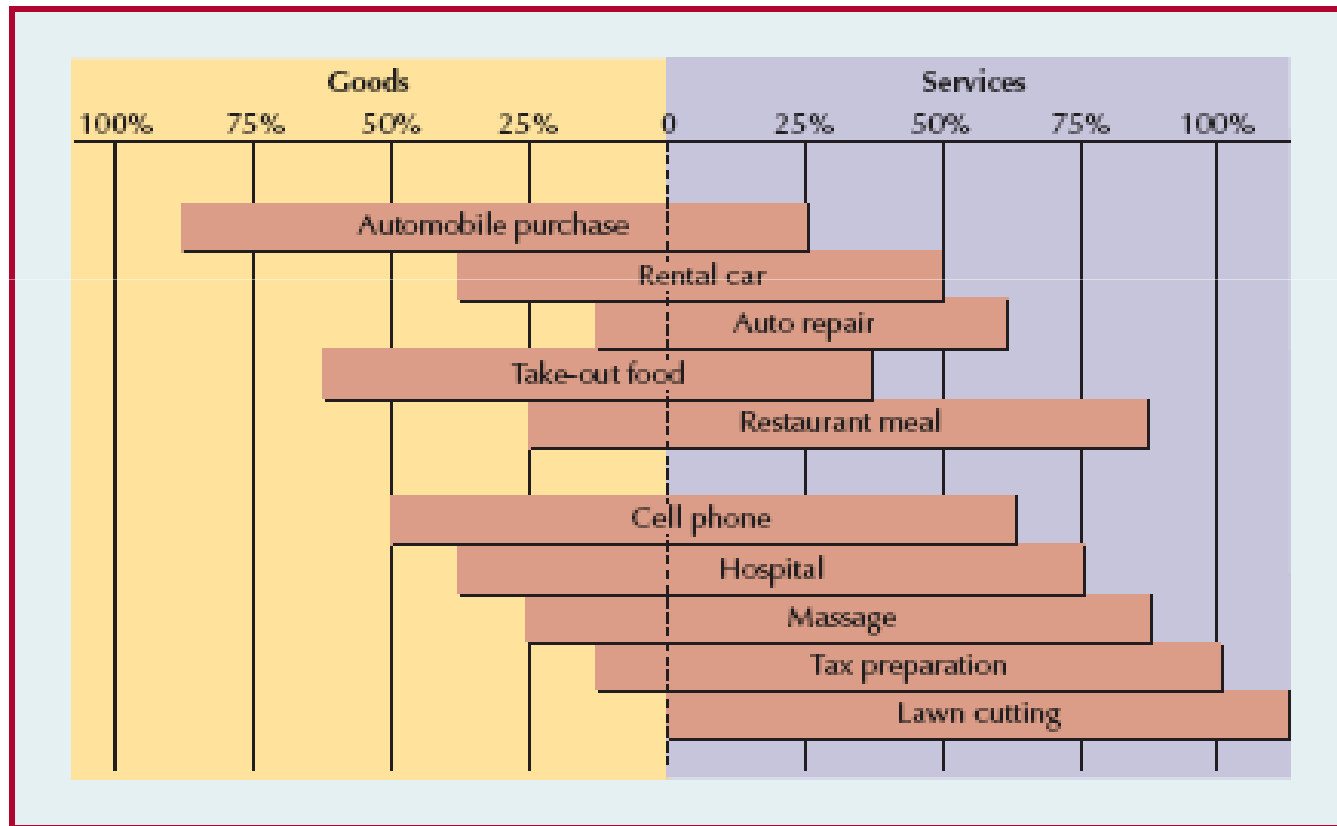 Goods Services
100% 75% 50% 25% 0 25% 50% 75% 100%
Automobile purchase
Rental car
Auto repair
Take-out food
Restaurant meal
Cell phone
Hospital
Massage
Tax preparation
Lawn cutting